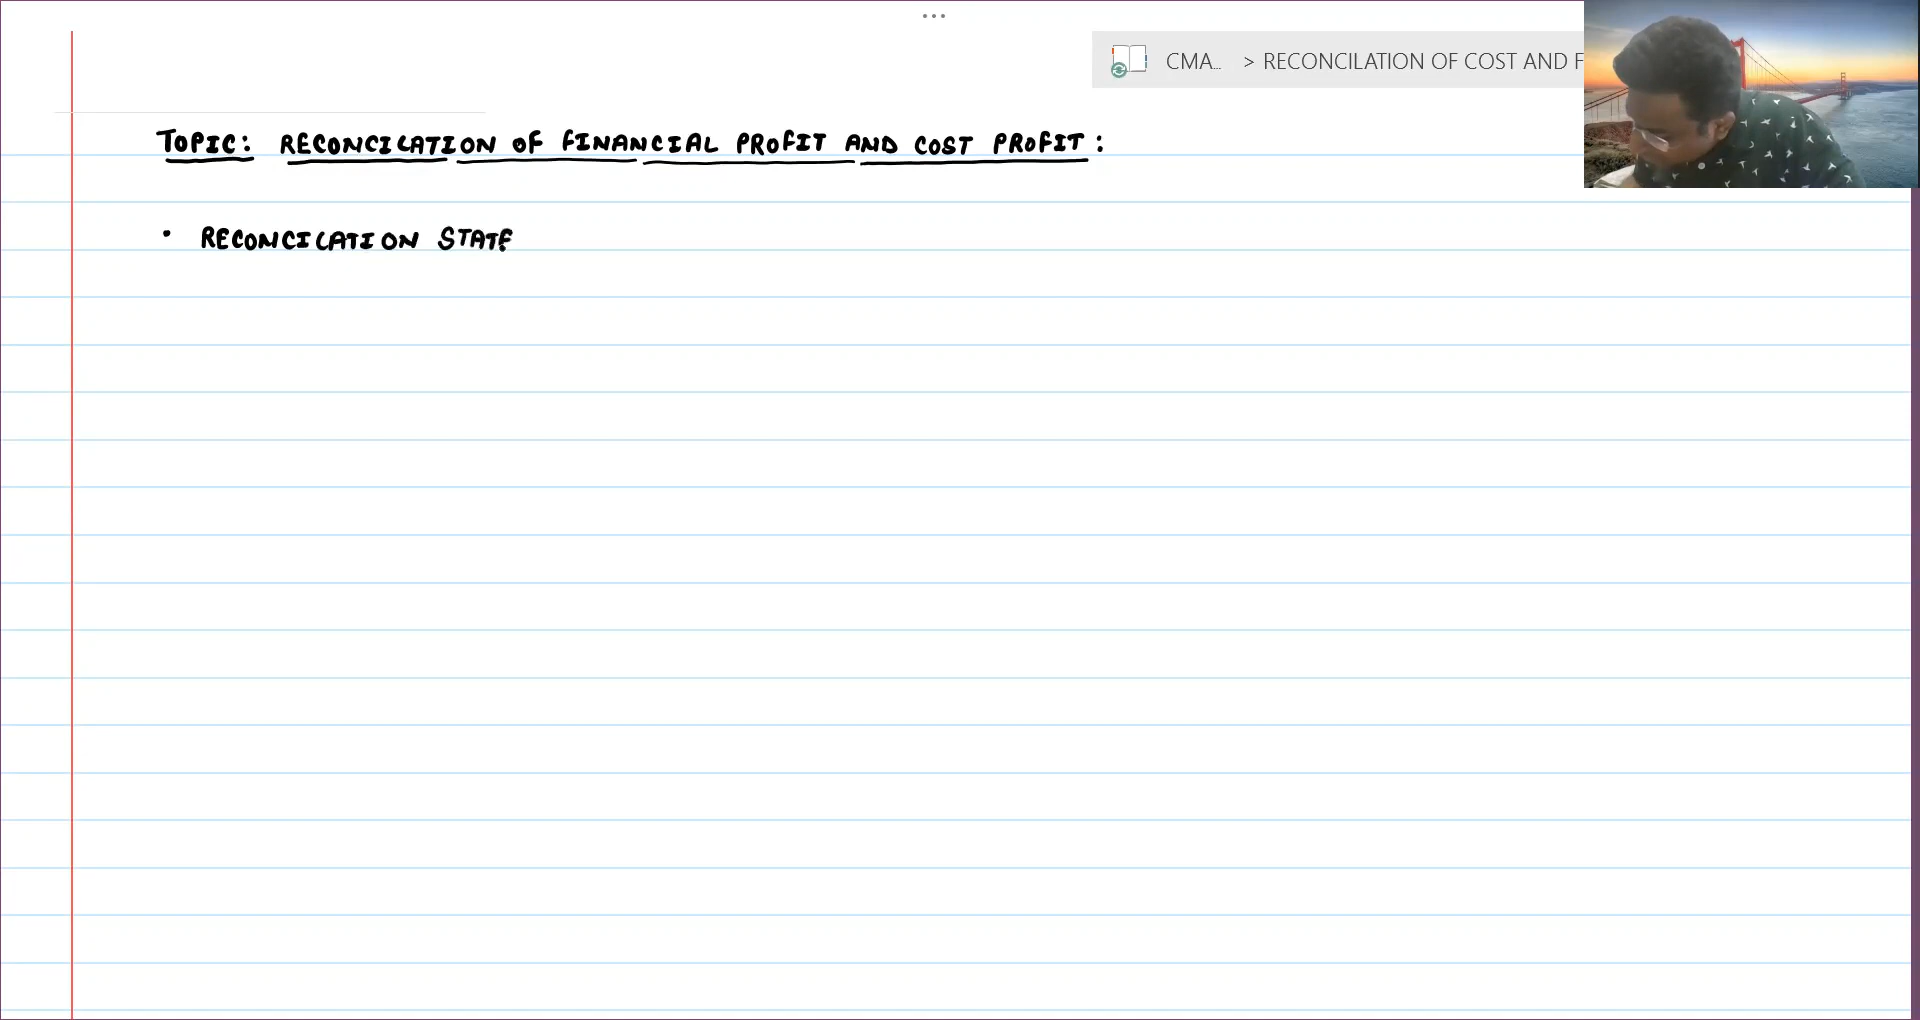 CMA... > RECONCILATION OF COST AND F
TOPIC: RECONCILATION OF FINANCIAL PROFIT AND COST PROFIT:
• RECONCILATION STATE